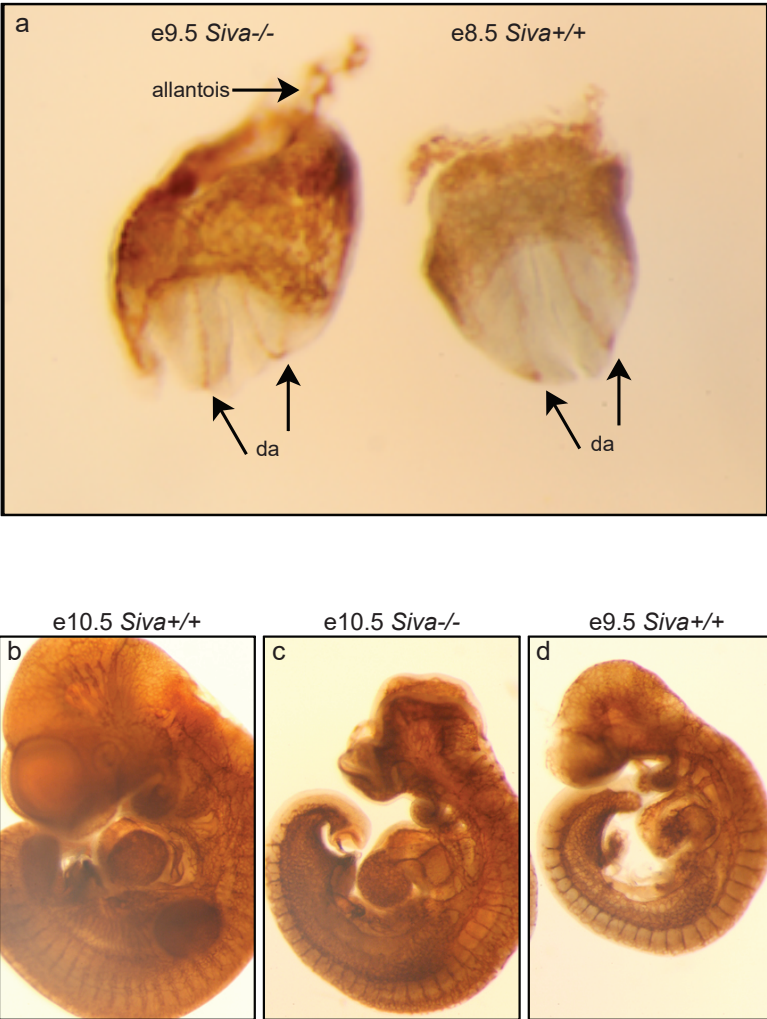 a
e9.5 Siva-/-
e8.5 Siva+/+
allantois
da
da
e10.5 Siva+/+
e10.5 Siva-/-
e9.5 Siva+/+
b
c
d